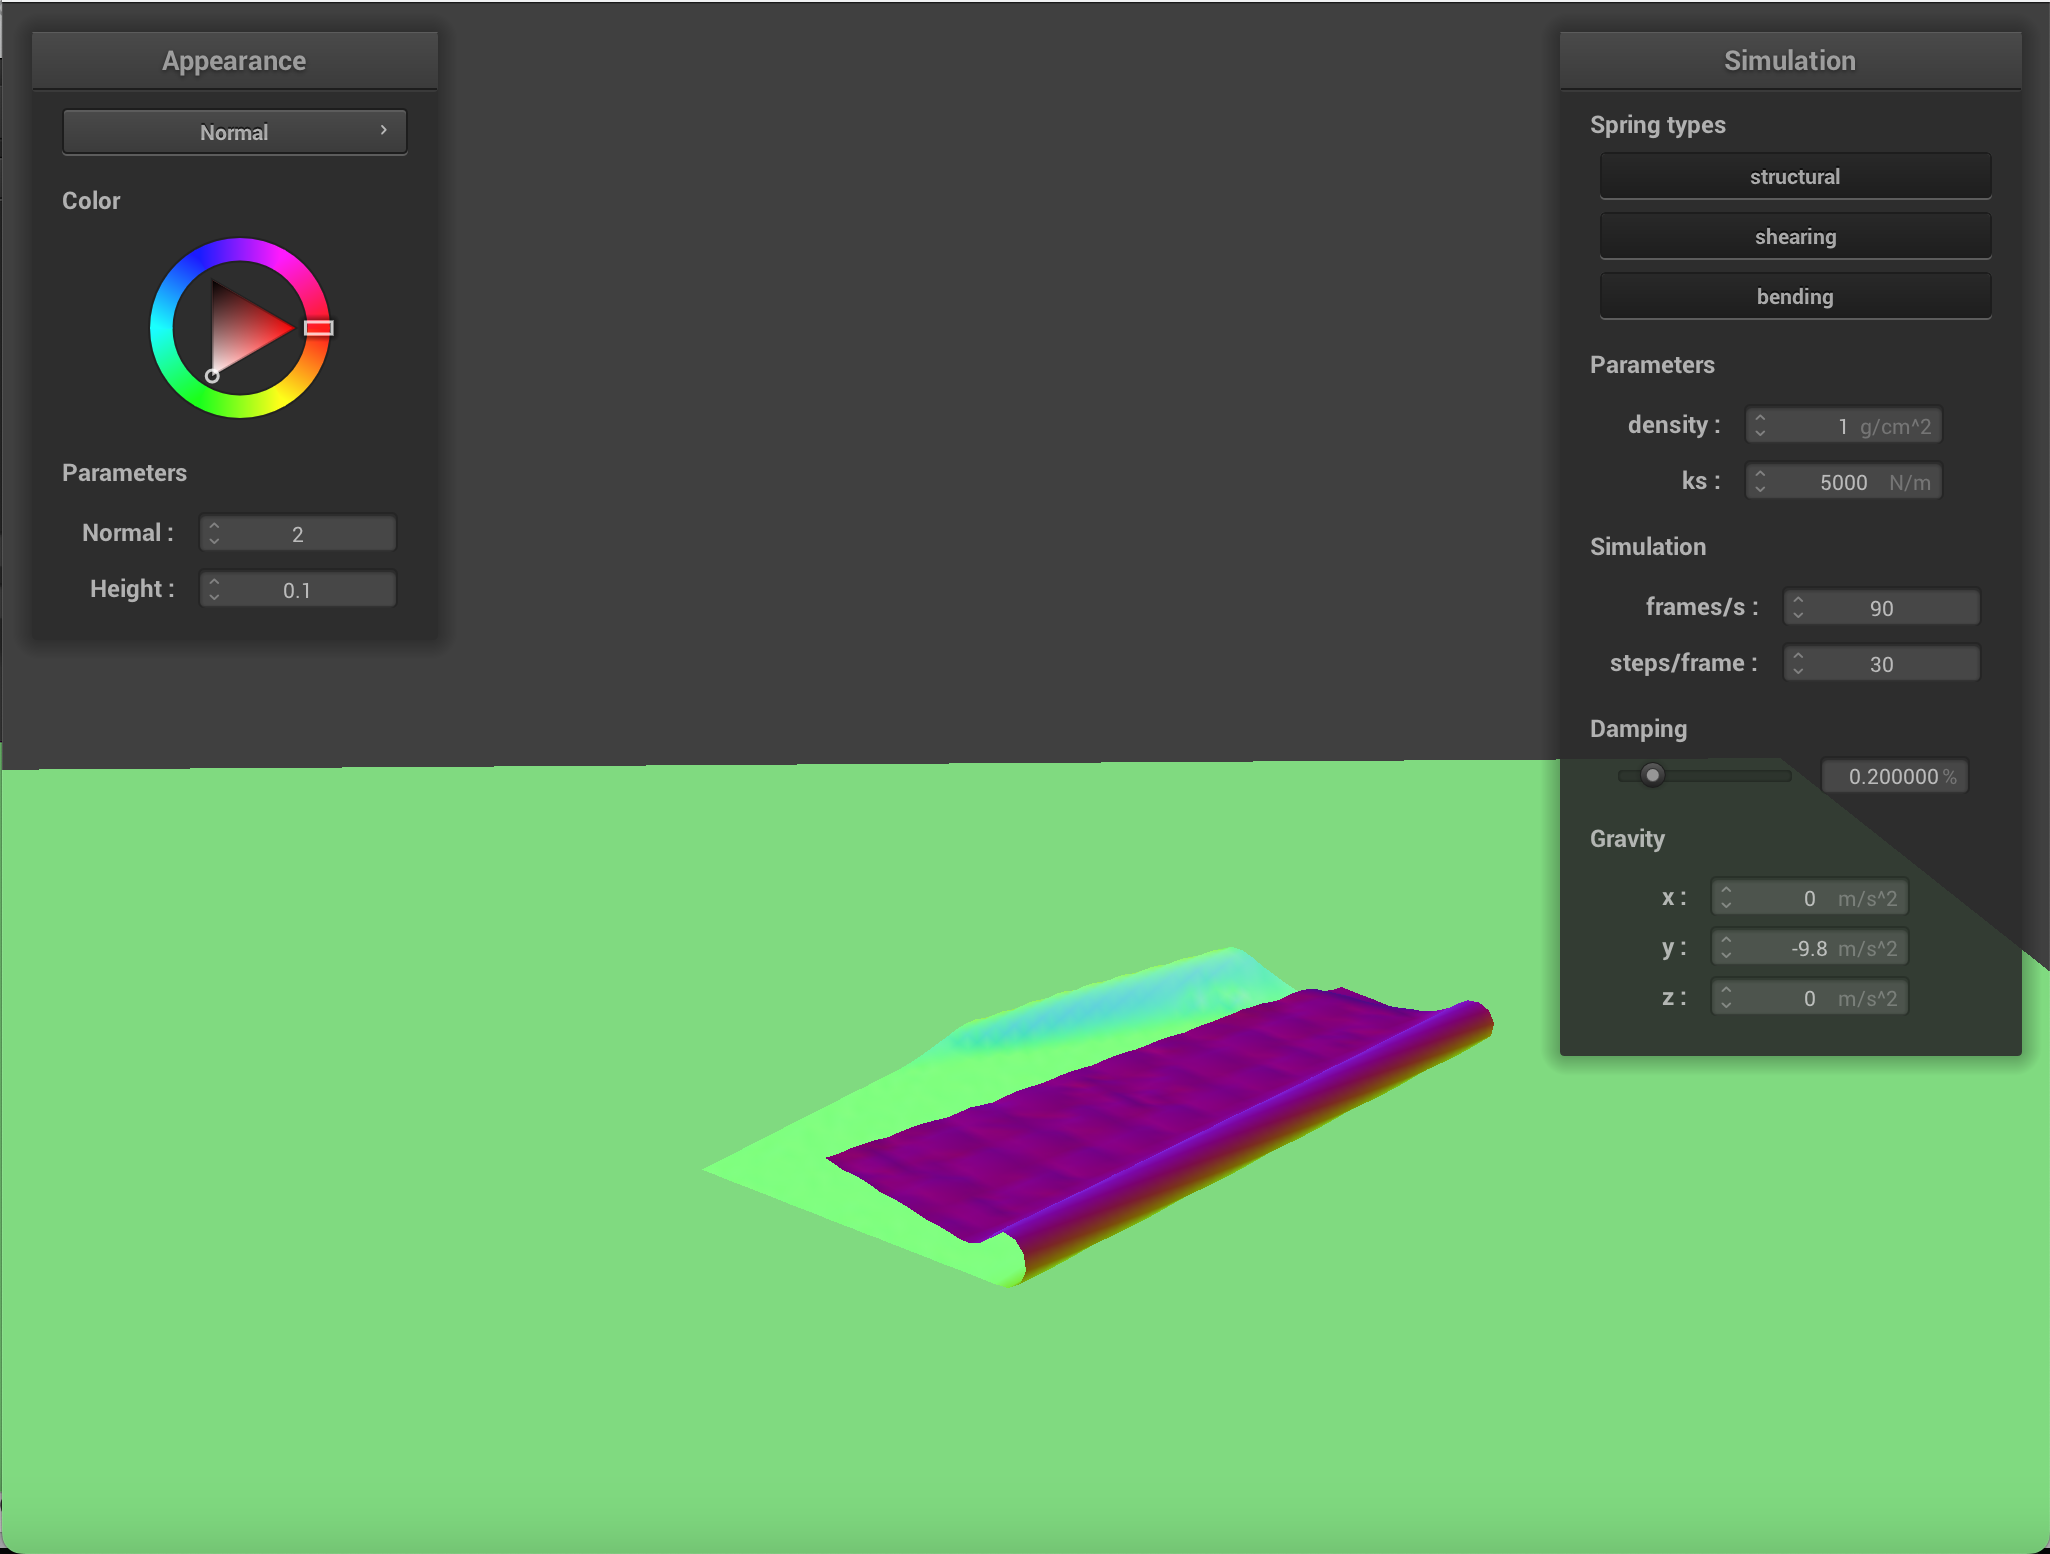 Appearance
Normal
Color
Parameters
Normal : 2
Height : 0.1
Simulation
Spring types
structural
shearing
bending
Parameters
density : 1 g/cm^2
ks : 5000 N/m
Simulation
frames/s : 90
steps/frame : 30
Damping
0.200000 %
Gravity
x : 0 m/s^2
y : -9.8 m/s^2
z : 0 m/s^2